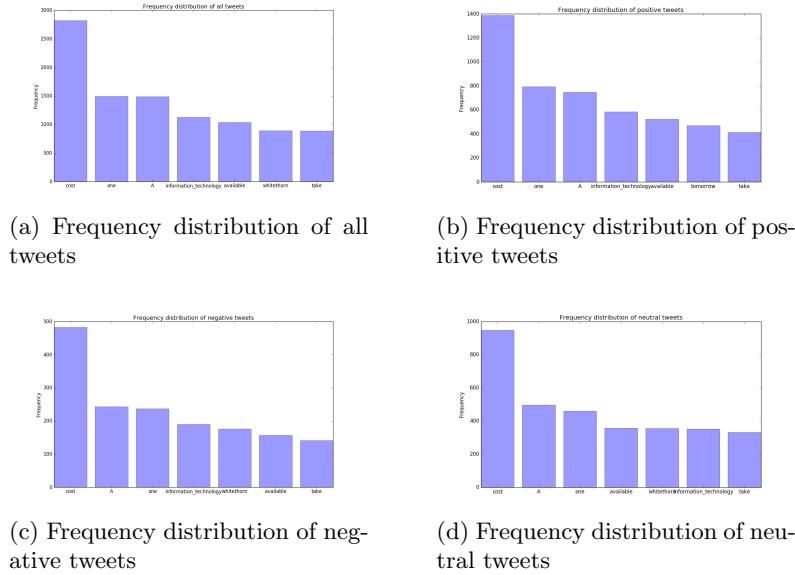 Frequency distribution of all tweets
3000
2500
2000
1500
1000
500
0
Frequency
cost one A information_technology available whitethorn take
(a) Frequency distribution of all
tweets
Frequency distribution of positive tweets
1400
1200
1000
800
600
400
200
0
Frequency
cost one A information_technology available tomorrow take
(b) Frequency distribution of pos-
itive tweets
Frequency distribution of negative tweets
500
400
300
200
100
0
Frequency
cost A one information_technology whitethorn available take
(c) Frequency distribution of neg-
ative tweets
Frequency distribution of neutral tweets
1000
800
600
400
200
0
Frequency
cost A one available whitethorn information_technology take
(d) Frequency distribution of neu-
tral tweets